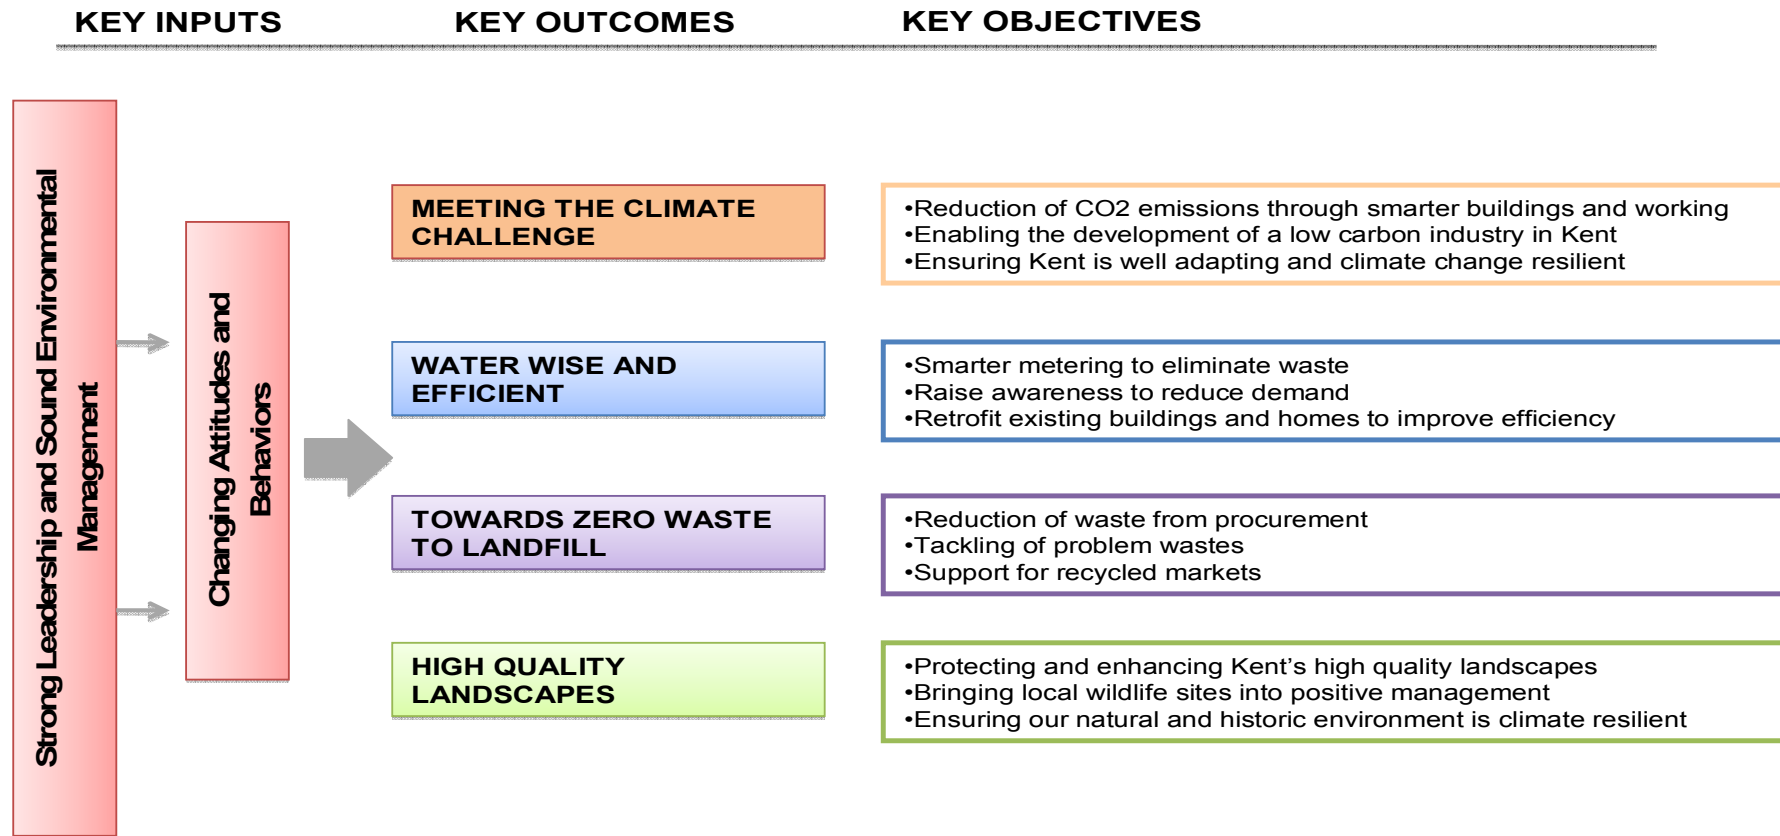 KEY INPUTS
KEY OUTCOMES
KEY OBJECTIVES
Strong Leadership and Sound Environmental
Management
Changing Attitudes and
Behaviors
MEETING THE CLIMATE
CHALLENGE
•Reduction of CO2 emissions through smarter buildings and working
•Enabling the development of a low carbon industry in Kent
•Ensuring Kent is well adapting and climate change resilient
WATER WISE AND
EFFICIENT
•Smarter metering to eliminate waste
•Raise awareness to reduce demand
•Retrofit existing buildings and homes to improve efficiency
TOWARDS ZERO WASTE
TO LANDFILL
•Reduction of waste from procurement
•Tackling of problem wastes
•Support for recycled markets
HIGH QUALITY
LANDSCAPES
•Protecting and enhancing Kent’s high quality landscapes
•Bringing local wildlife sites into positive management
•Ensuring our natural and historic environment is climate resilient